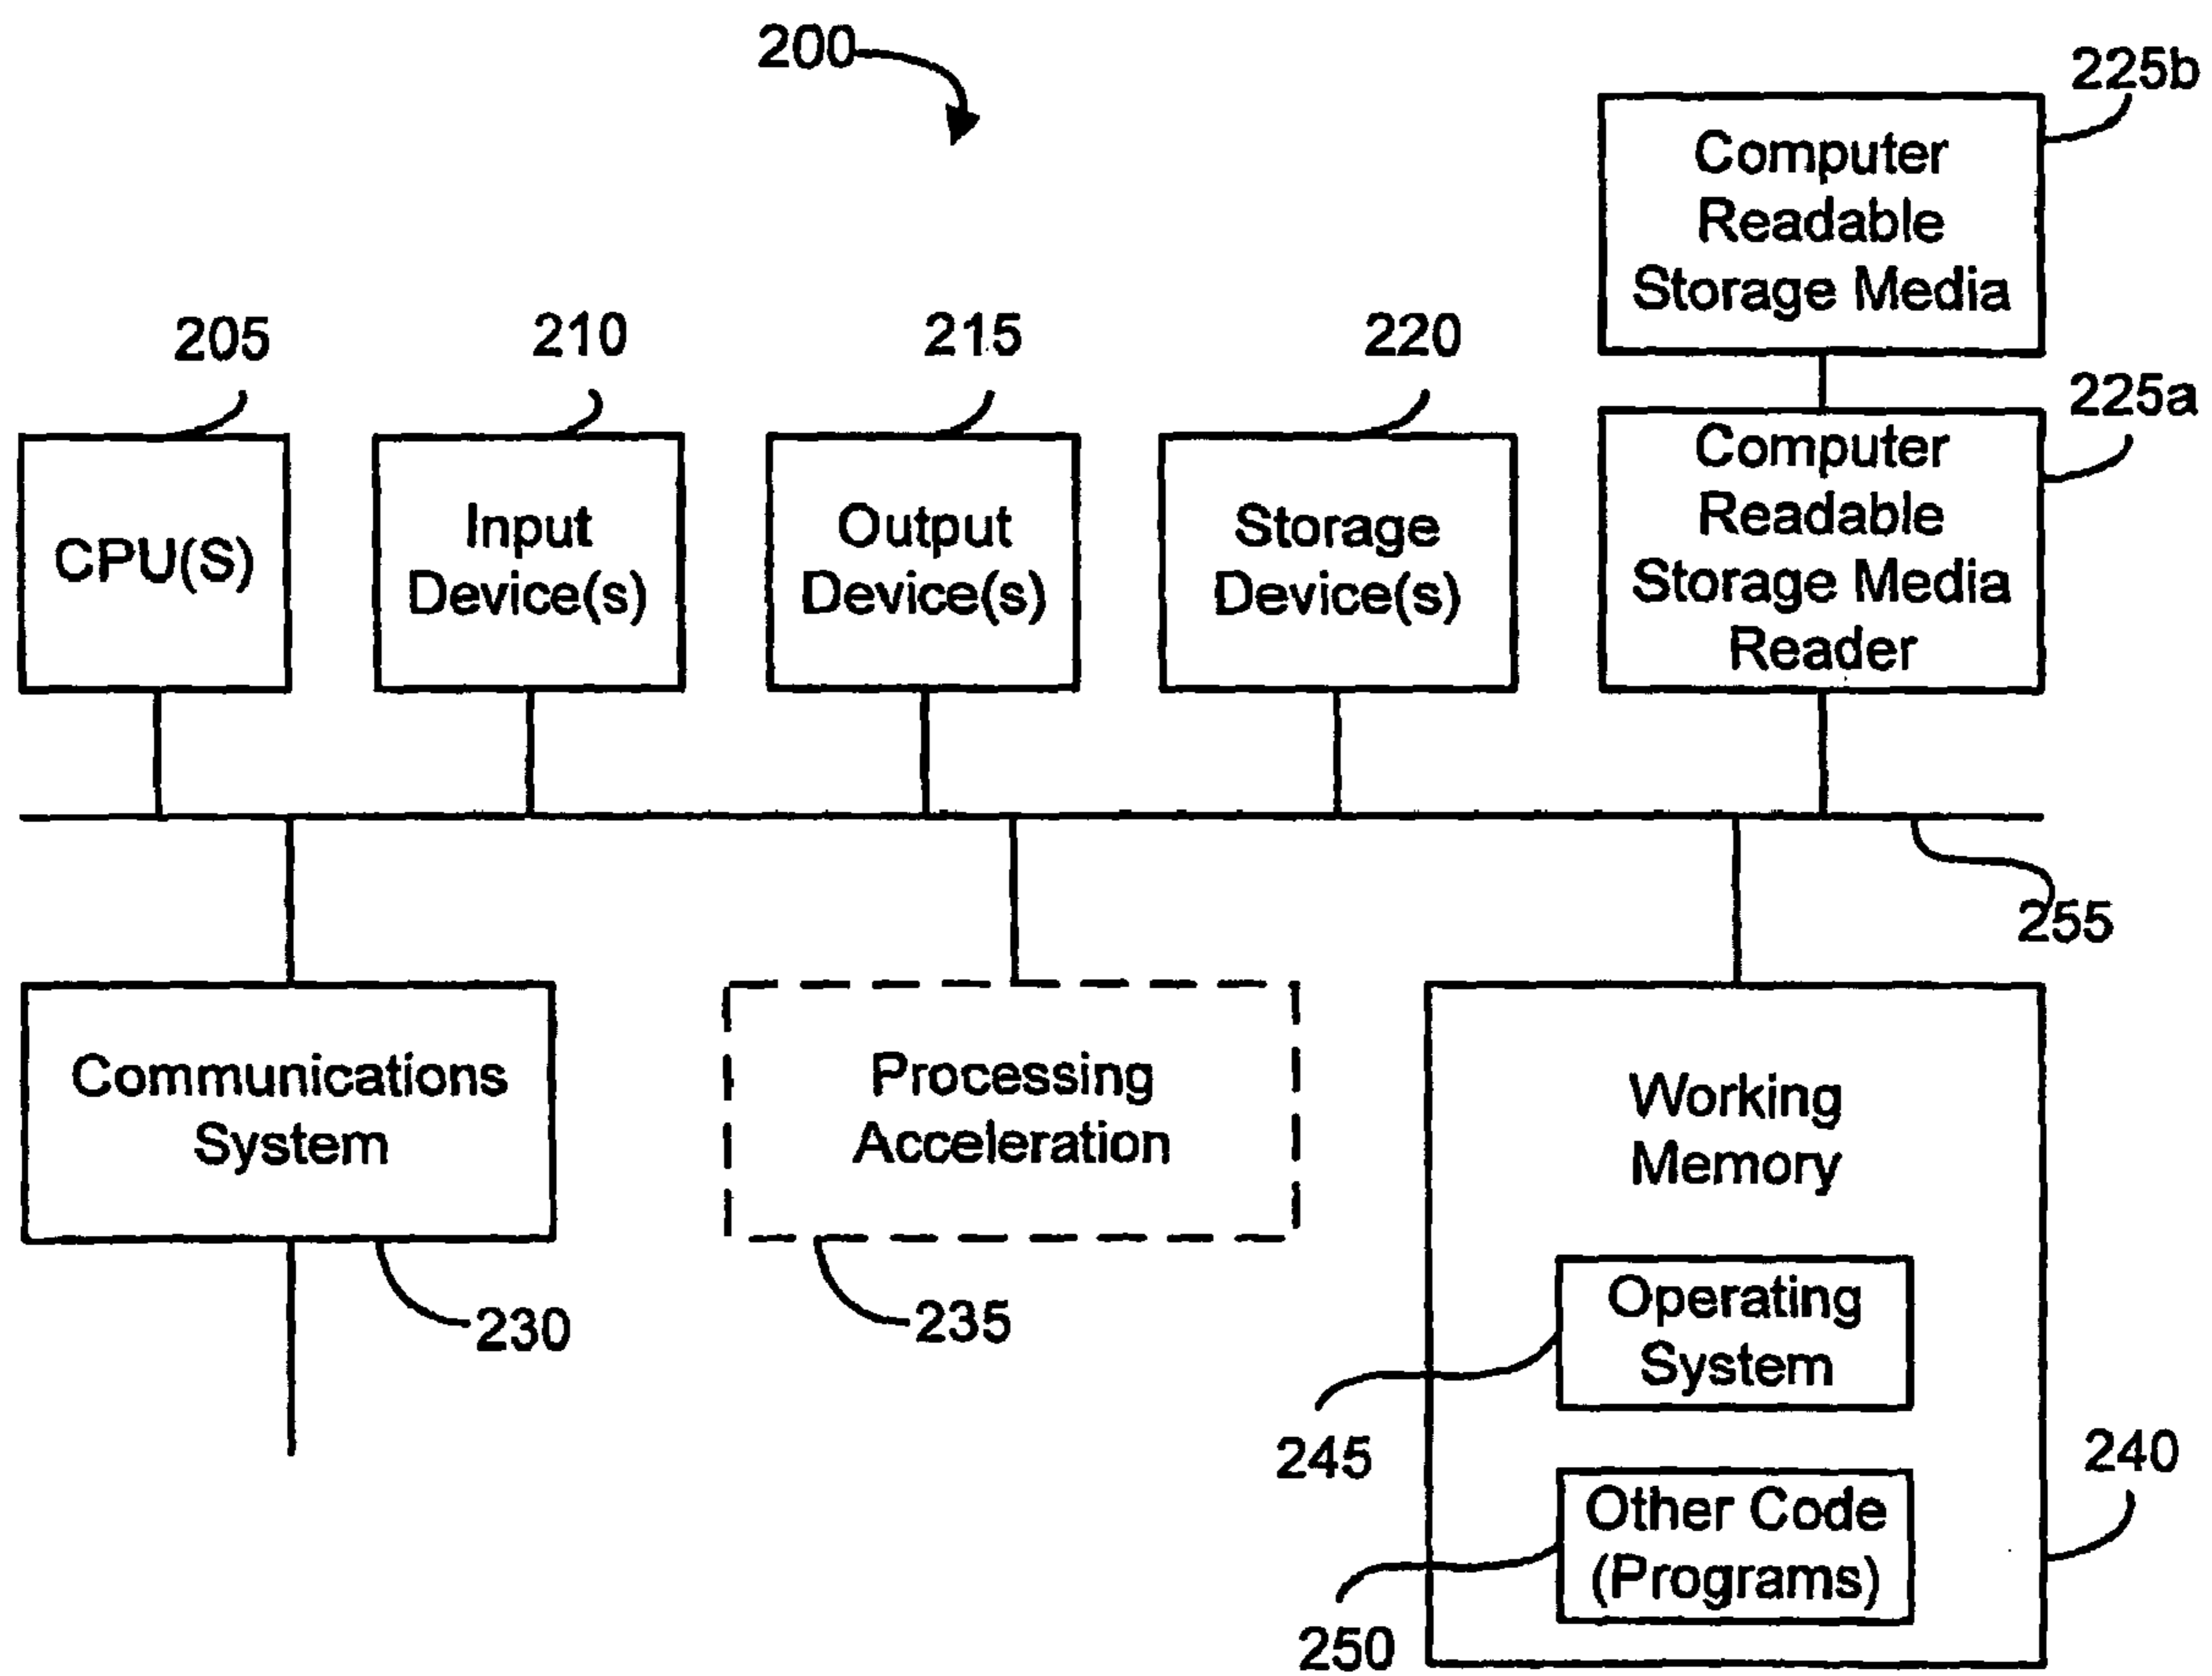 200
225b
Computer
Readable
Storage Media
205
210
215
220
225a
CPU(S)
Input
Device(s)
Output
Device(s)
Storage
Device(s)
Computer
Readable
Storage Media
Reader
255
Communications
System
230
Processing
Acceleration
235
Working
Memory
Operating
System
245
240
Other Code
(Programs)
250